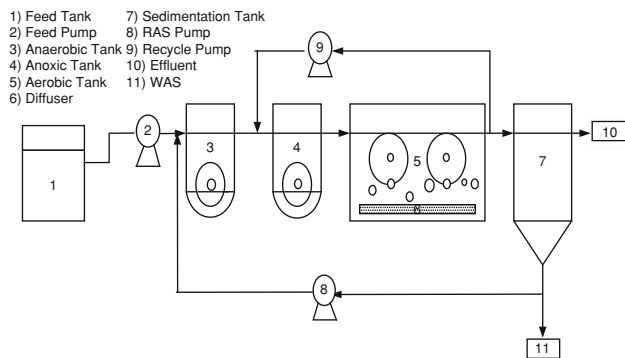 1) Feed Tank
2) Feed Pump
3) Anaerobic Tank
4) Anoxic Tank
5) Aerobic Tank
6) Diffuser
7) Sedimentation Tank
8) RAS Pump
9) Recycle Pump
10) Effluent
11) WAS
9
2
10
3
4
5
7
1
6
8
11